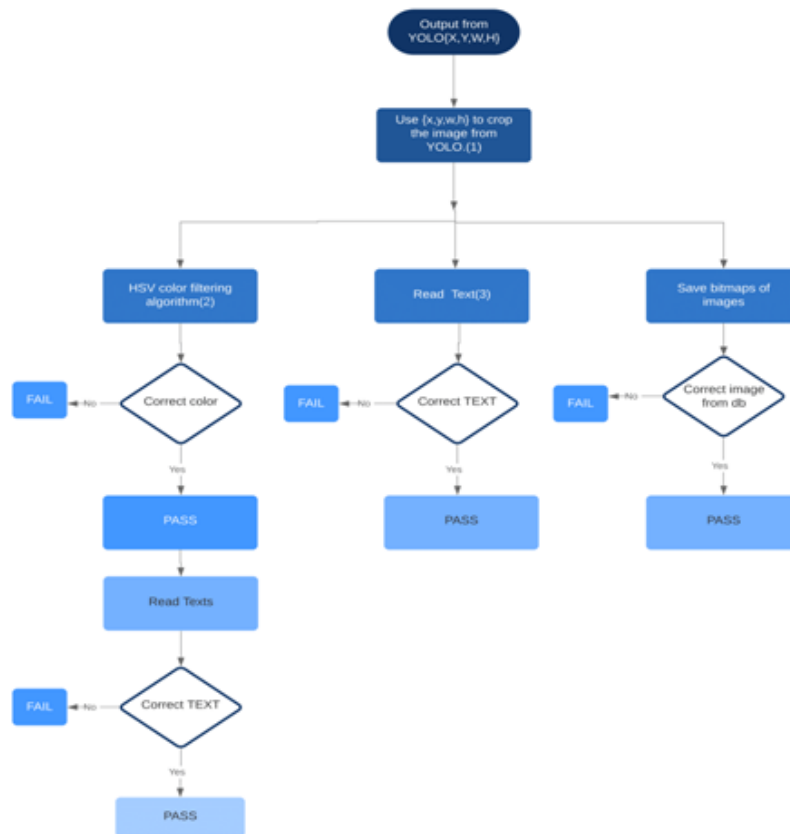 Output from
YOLO{X,Y,W,H}
Use {x,y,w,h} to crop
the image from
YOLO.(1)
HSV color filtering
algorithm(2)
Read Text(3)
Save bitmaps of
images
Correct color
No
FAIL
Yes
Correct TEXT
No
FAIL
Yes
Correct image
from db
No
FAIL
Yes
PASS
PASS
PASS
Read Texts
Correct TEXT
No
FAIL
Yes
PASS